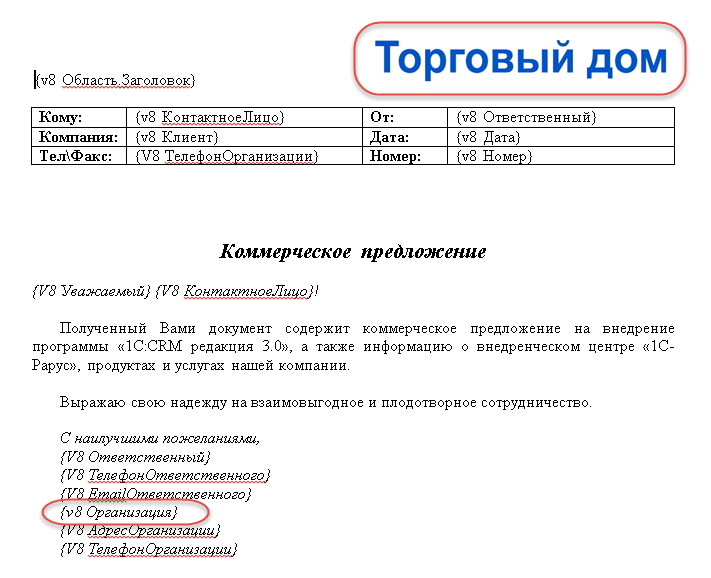 Торговый дом
{v8 Область.Заголовок}
Кому: {v8 КонтактноеЛицо} От: {v8 Ответственный}
Компания: {v8 Клиент} Дата: {v8 Дата}
Тел\Факс: {V8 ТелефонОрганизации} Номер: {v8 Номер}
Коммерческое предложение
{V8 Уважаемый} {V8 КонтактноеЛицо}!
Полученный Вами документ содержит коммерческое предложение на внедрение
программы «1С:CRM редакция 3.0», а также информацию о внедренческом центре «1С-
Рарус», продуктах и услугах нашей компании.
Выражаю свою надежду на взаимовыгодное и плодотворное сотрудничество.
С наилучшими пожеланиями,
{V8 Ответственный}
{V8 ТелефонОтветственного}
{V8 EmailОтветственного}
{v8 Организация}
{V8 АдресОрганизации}
{V8 ТелефонОрганизации}